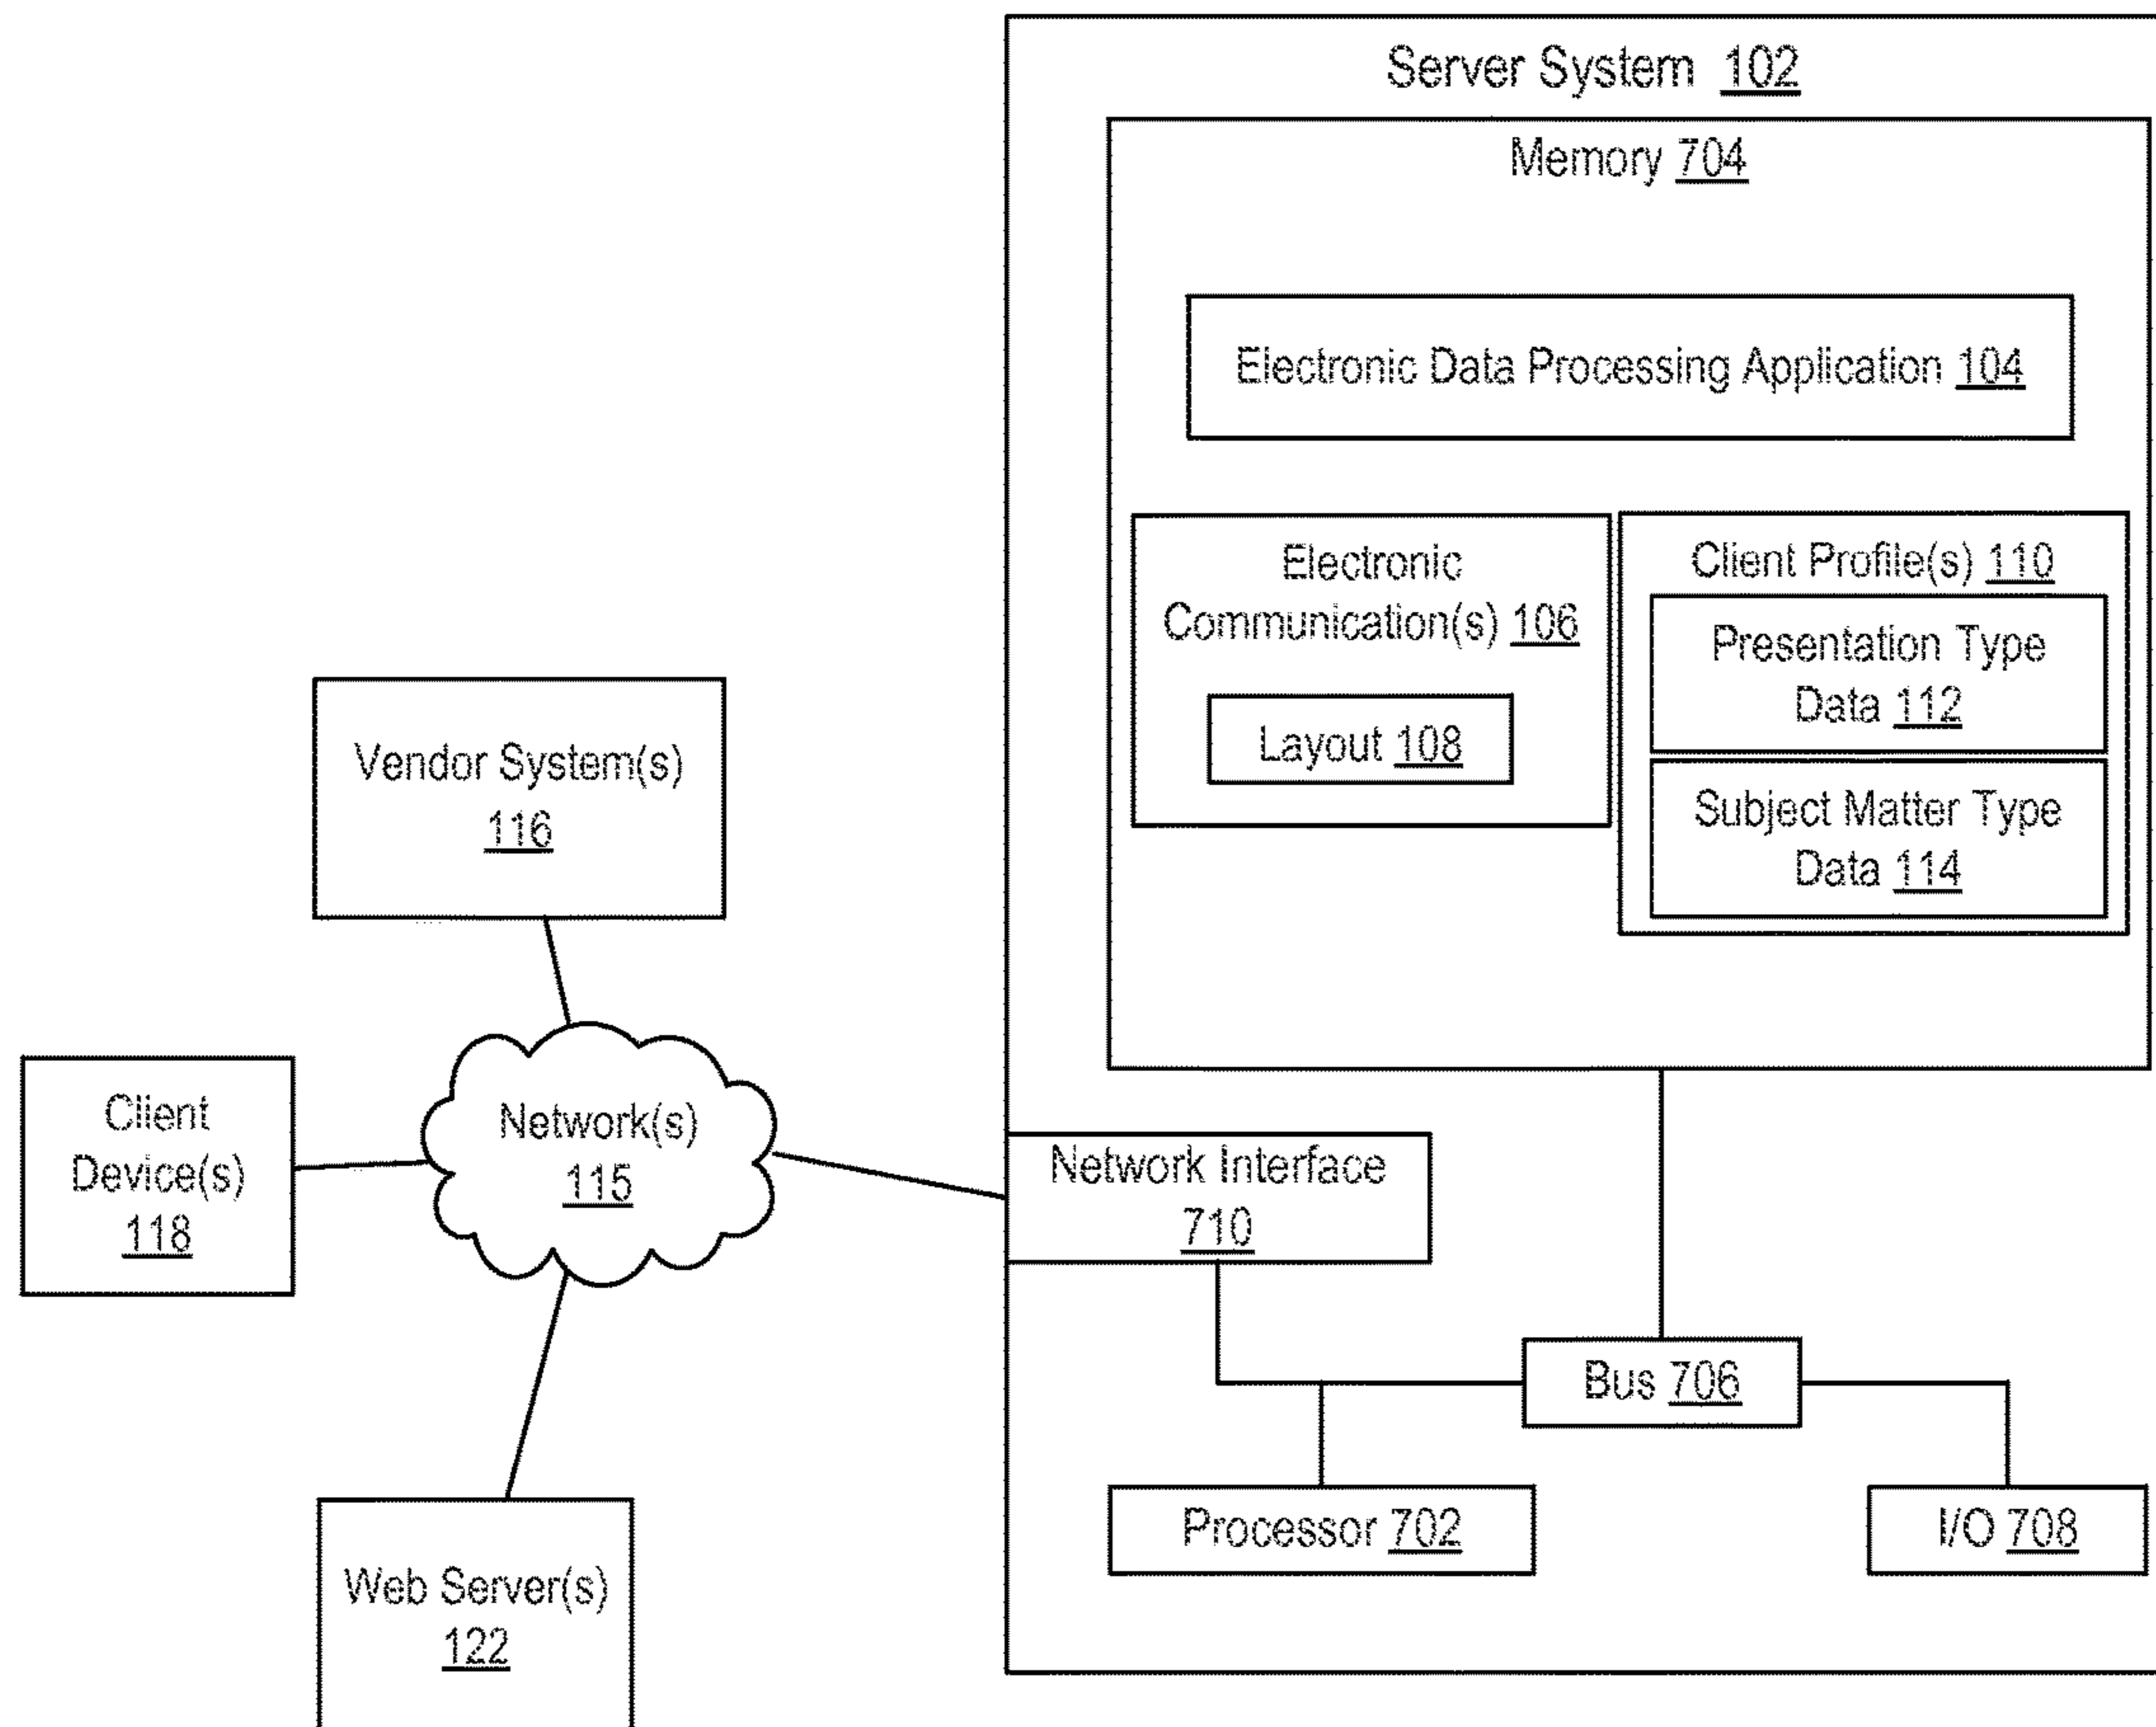 Server System 102
Memory 704
Electronic Data Processing Application 104
Electronic
Communication(s) 106
Layout 108
Client Profile(s) 110
Presentation Type
Data 112
Subject Matter Type
Data 114
Vendor System(s)
116
Client
Device(s)
118
Network(s)
115
Network Interface
710
Bus 706
Processor 702
I/O 708
Web Server(s)
122